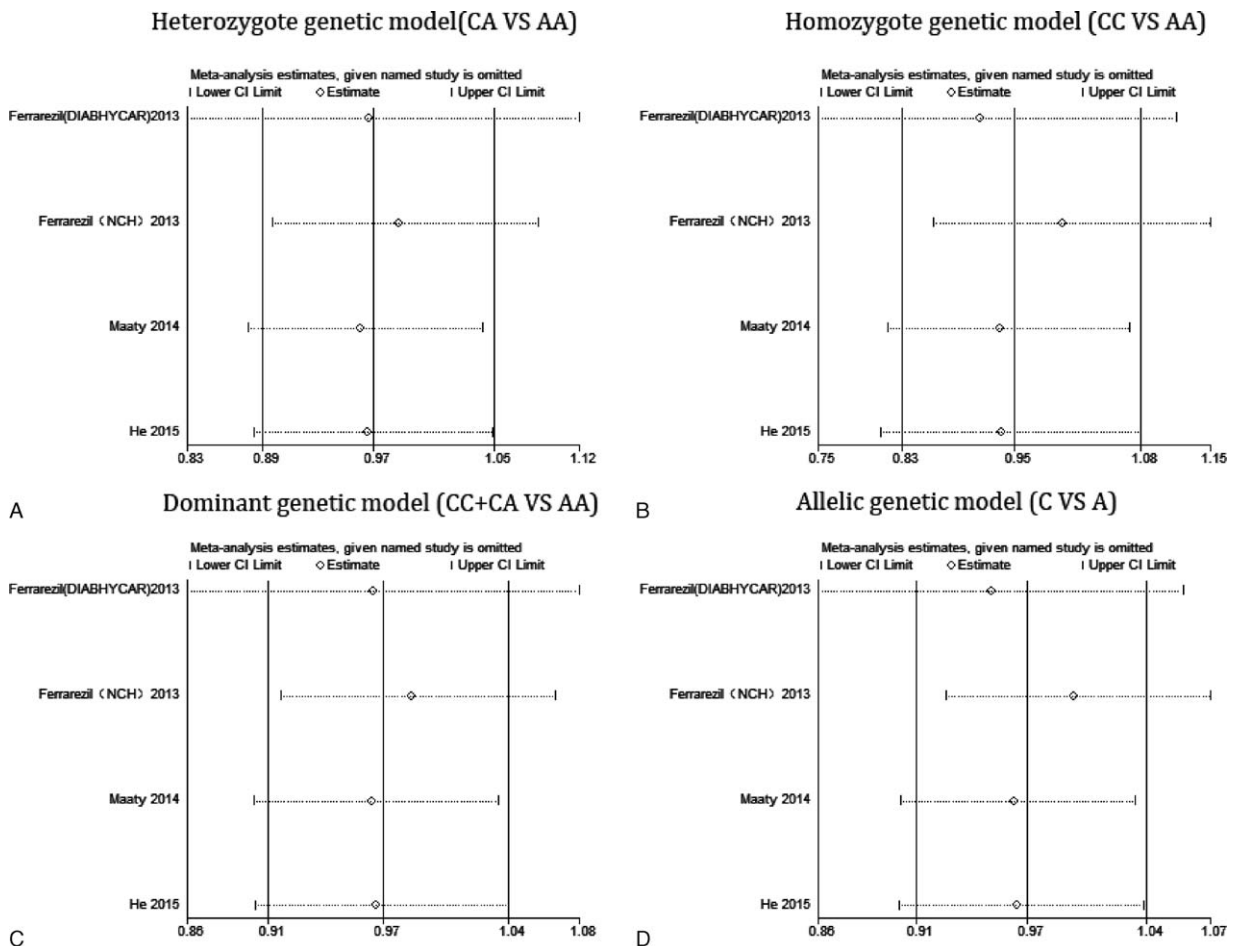 A
Heterozygote genetic model(CA VS AA)
Meta-analysis estimates, given named study is omitted
Lower CI Limit Estimate Upper CI Limit
Ferrarezil(DIABHYCAR)2013
Ferrarezil（NCH）2013
Maaty 2014
He 2015
0.83 0.89 0.97 1.05 1.12
B
Homozygote genetic model (CC VS AA)
Meta-analysis estimates, given named study is omitted
Lower CI Limit Estimate Upper CI Limit
Ferrarezil(DIABHYCAR)2013
Ferrarezil（NCH）2013
Maaty 2014
He 2015
0.75 0.83 0.95 1.08 1.15
C
Dominant genetic model (CC+CA VS AA)
Meta-analysis estimates, given named study is omitted
Lower CI Limit Estimate Upper CI Limit
Ferrarezil(DIABHYCAR)2013
Ferrarezil（NCH）2013
Maaty 2014
He 2015
0.86 0.91 0.97 1.04 1.08
D
Allelic genetic model (C VS A)
Meta-analysis estimates, given named study is omitted
Lower CI Limit Estimate Upper CI Limit
Ferrarezil(DIABHYCAR)2013
Ferrarezil（NCH）2013
Maaty 2014
He 2015
0.86 0.91 0.97 1.04 1.07